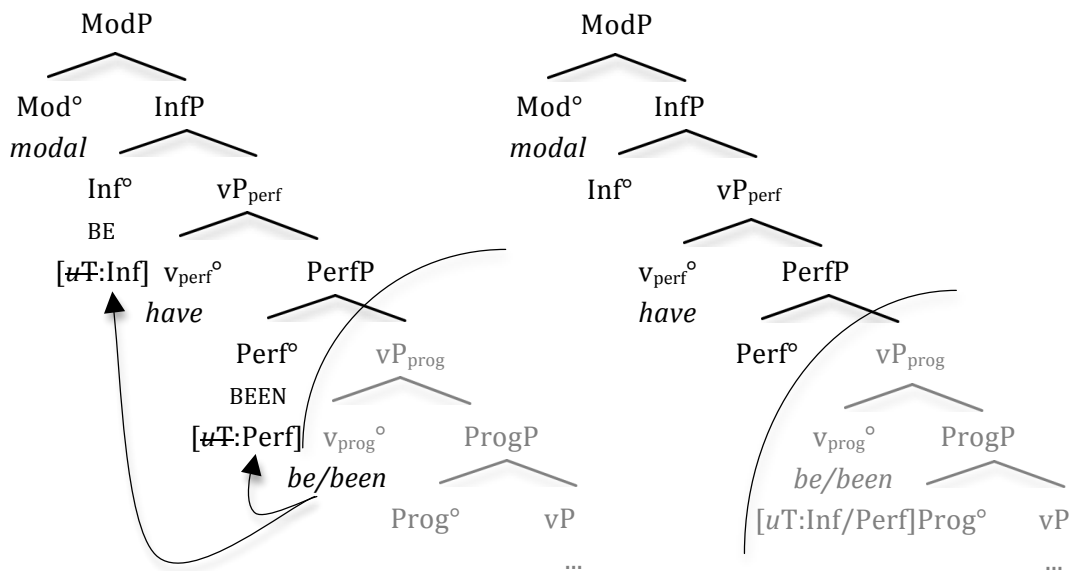 ModP ModP
Mod° InfP Mod° InfP
modal modal
Inf° vPperf Inf° vPperf
BE
[uT:Inf] vperf° PerfP vperf° PerfP
have have
Perf° vPprog Perf° vPprog
BEEN
[uT:Perf] vprog° ProgP vprog° ProgP
be/been be/been
Prog° vP [uT:Inf/Perf]Prog° vP
... ...